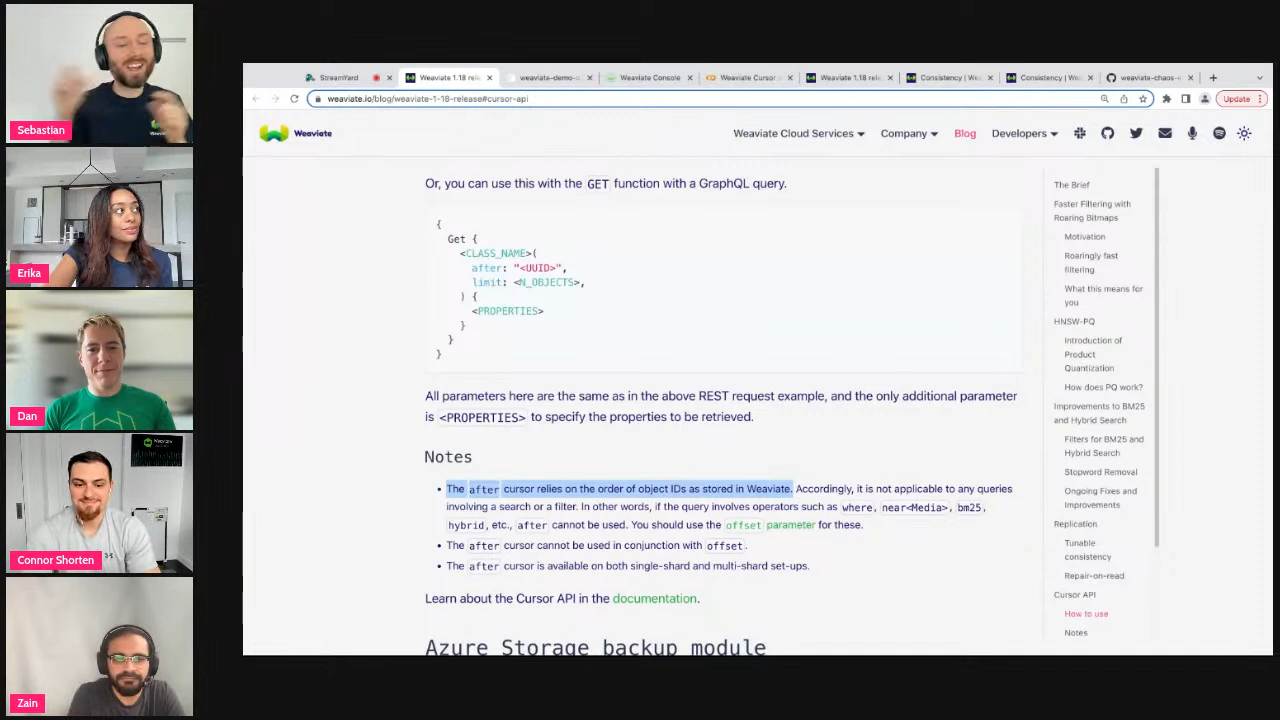 Sebastian
Erika
Dan
Connor Shorten
Zain
StreamYard
Weaviate 1.18 rele
weaviate-demo-
Weaviate Console
Weaviate Cursor
Weaviate 1.18 rel
Consistency | We
Consistency | We
weaviate-chaos-
weaviate.io/blog/weaviate-1-18-release#cursor-api
Update
Weaviate
Weaviate Cloud Services
Company
Blog
Developers
Or, you can use this with the GET function with a GraphQL query.
{
Get {
<CLASS_NAME>(
after: "<UUID>",
limit: <N_OBJECTS>,
) {
<PROPERTIES>
}
}
}
All parameters here are the same as in the above REST request example, and the only additional parameter
is <PROPERTIES> to specify the properties to be retrieved.
Notes
• The after cursor relies on the order of object IDs as stored in Weaviate. Accordingly, it is not applicable to any queries
involving a search or a filter. In other words, if the query involves operators such as where, near<Media>, bm25,
hybrid, etc., after cannot be used. You should use the offset parameter for these.
• The after cursor cannot be used in conjunction with offset.
• The after cursor is available on both single-shard and multi-shard set-ups.
Learn about the Cursor API in the documentation.
Azure Storage backup module
The Brief
Faster Filtering with
Roaring Bitmaps
Motivation
Roaringly fast
filtering
What this means for
you
HNSW-PQ
Introduction of
Product
Quantization
How does PQ work?
Improvements to BM25
and Hybrid Search
Filters for BM25 and
Hybrid Search
Stopword Removal
Ongoing Fixes and
Improvements
Replication
Tunable
consistency
Repair-on-read
Cursor API
How to use
Notes